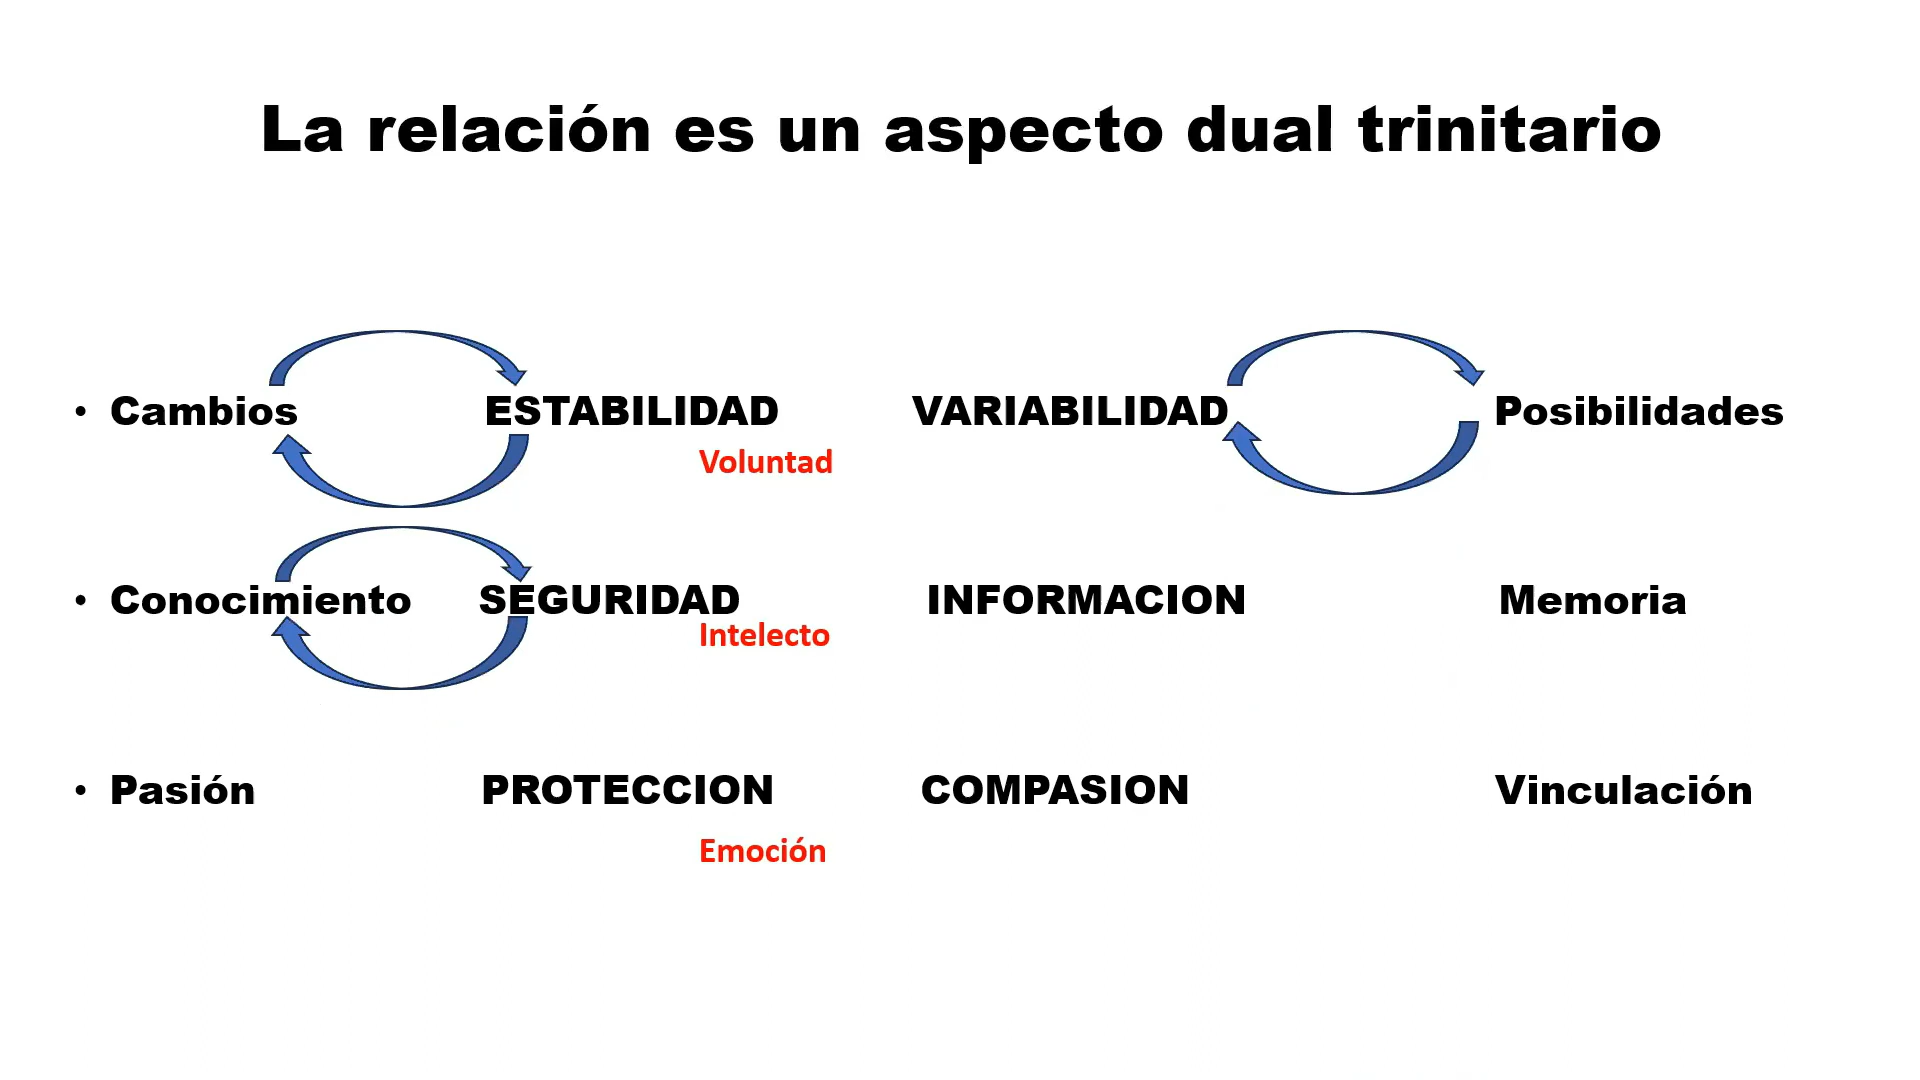 La relación es un aspecto dual trinitario
• Cambios ESTABILIDAD VARIABILIDAD Posibilidades
Voluntad
• Conocimiento SEGURIDAD INFORMACION Memoria
Intelecto
• Pasión PROTECCION COMPASION Vinculación
Emoción